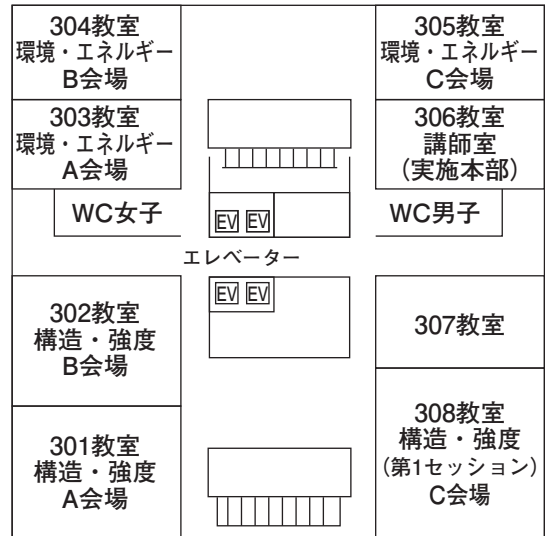 304教室
環境・エネルギー
B会場
303教室
環境・エネルギー
A会場
WC女子
302教室
構造・強度
B会場
301教室
構造・強度
A会場
EV EV
エレベーター
EV EV
305教室
環境・エネルギー
C会場
306教室
講師室
（実施本部）
WC男子
307教室
308教室
構造・強度
（第1セッション）
C会場